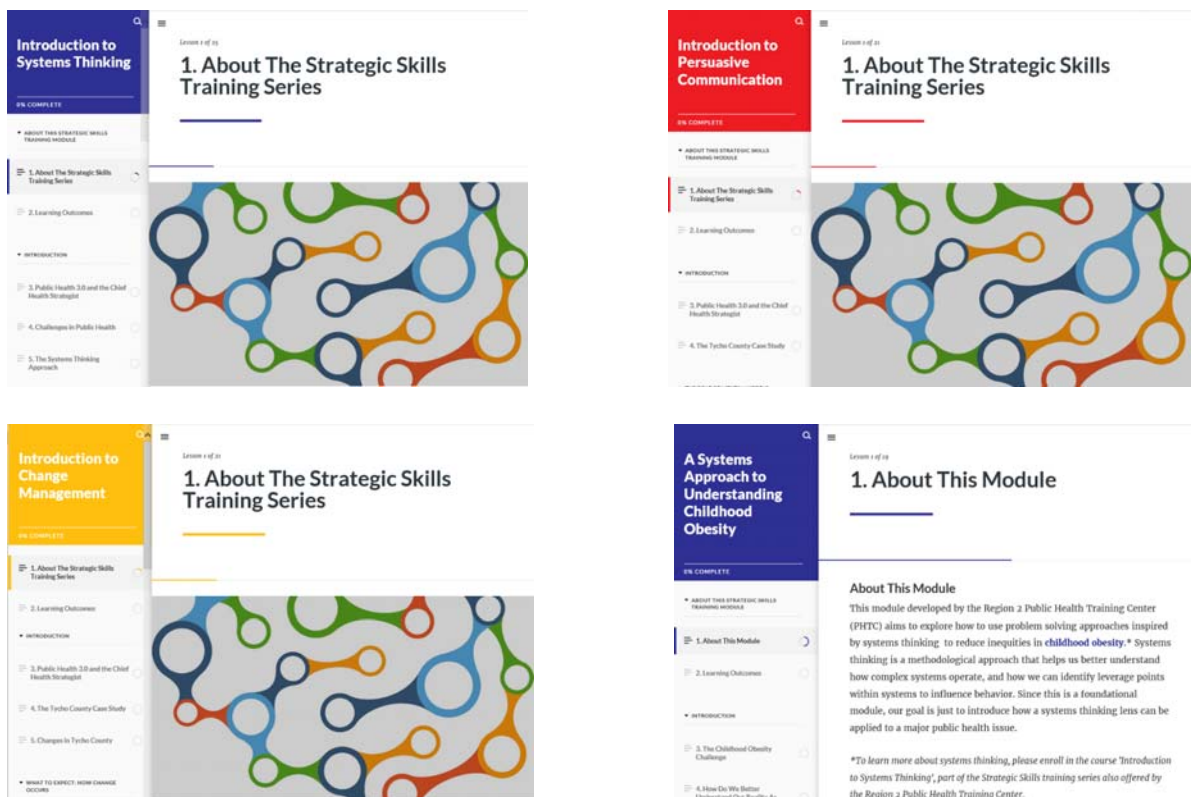 Introduction to
Systems Thinking
0% COMPLETE
ABOUT THIS STRATEGIC SKILLS
TRAINING MODULE
1. About The Strategic Skills
Training Series
2. Learning Outcomes
INTRODUCTION
3. Public Health 3.0 and the Chief
Health Strategist
4. Challenges in Public Health
5. The Systems Thinking
Approach
Lesson 1 of
1. About The Strategic Skills
Training Series
Introduction to
Persuasive
Communication
0% COMPLETE
ABOUT THIS STRATEGIC SKILLS
TRAINING MODULE
1. About The Strategic Skills
Training Series
2. Learning Outcomes
INTRODUCTION
3. Public Health 3.0 and the Chief
Health Strategist
4. The Tycho County Case Study
Lesson 1 of 21
1. About The Strategic Skills
Training Series
Introduction to
Change
Management
0% COMPLETE
1. About The Strategic Skills
Training Series
2. Learning Outcomes
INTRODUCTION
3. Public Health 3.0 and the Chief
Health Strategist
4. The Tycho County Case Study
5. Changes in Tycho County
WHAT TO EXPECT: HOW CHANGE
OCCURS
Lesson 1 of 21
1. About The Strategic Skills
Training Series
A Systems
Approach to
Understanding
Childhood
Obesity
0% COMPLETE
ABOUT THIS STRATEGIC SKILLS
TRAINING MODULE
1. About This Module
2. Learning Outcomes
INTRODUCTION
3. The Childhood Obesity
Challenge
4. How Do We Better
Understand Our Reality As
Lesson 1 of 19
1. About This Module
About This Module
This module developed by the Region 2 Public Health Training Center
(PHTC) aims to explore how to use problem solving approaches inspired
by systems thinking to reduce inequities in childhood obesity.* Systems
thinking is a methodological approach that helps us better understand
how complex systems operate, and how we can identify leverage points
within systems to influence behavior. Since this is a foundational
module, our goal is just to introduce how a systems thinking lens can be
applied to a major public health issue.
*To learn more about systems thinking, please enroll in the course 'Introduction
to Systems Thinking', part of the Strategic Skills training series also offered by
the Region 2 Public Health Training Center.